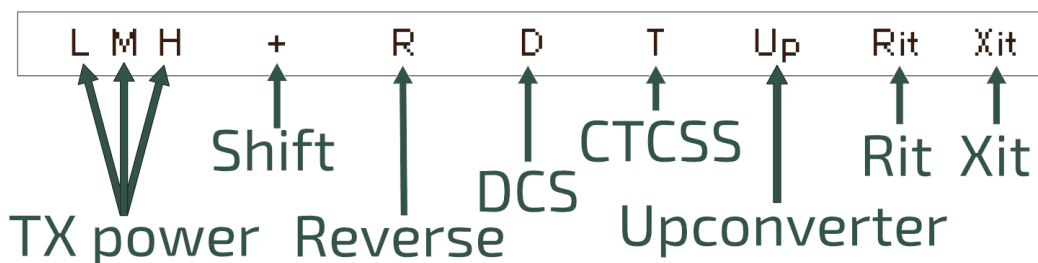 L M H + R D T Up Rit Xit
Shift CTCSS Rit Xit
DCS
TX power Reverse Upconverter